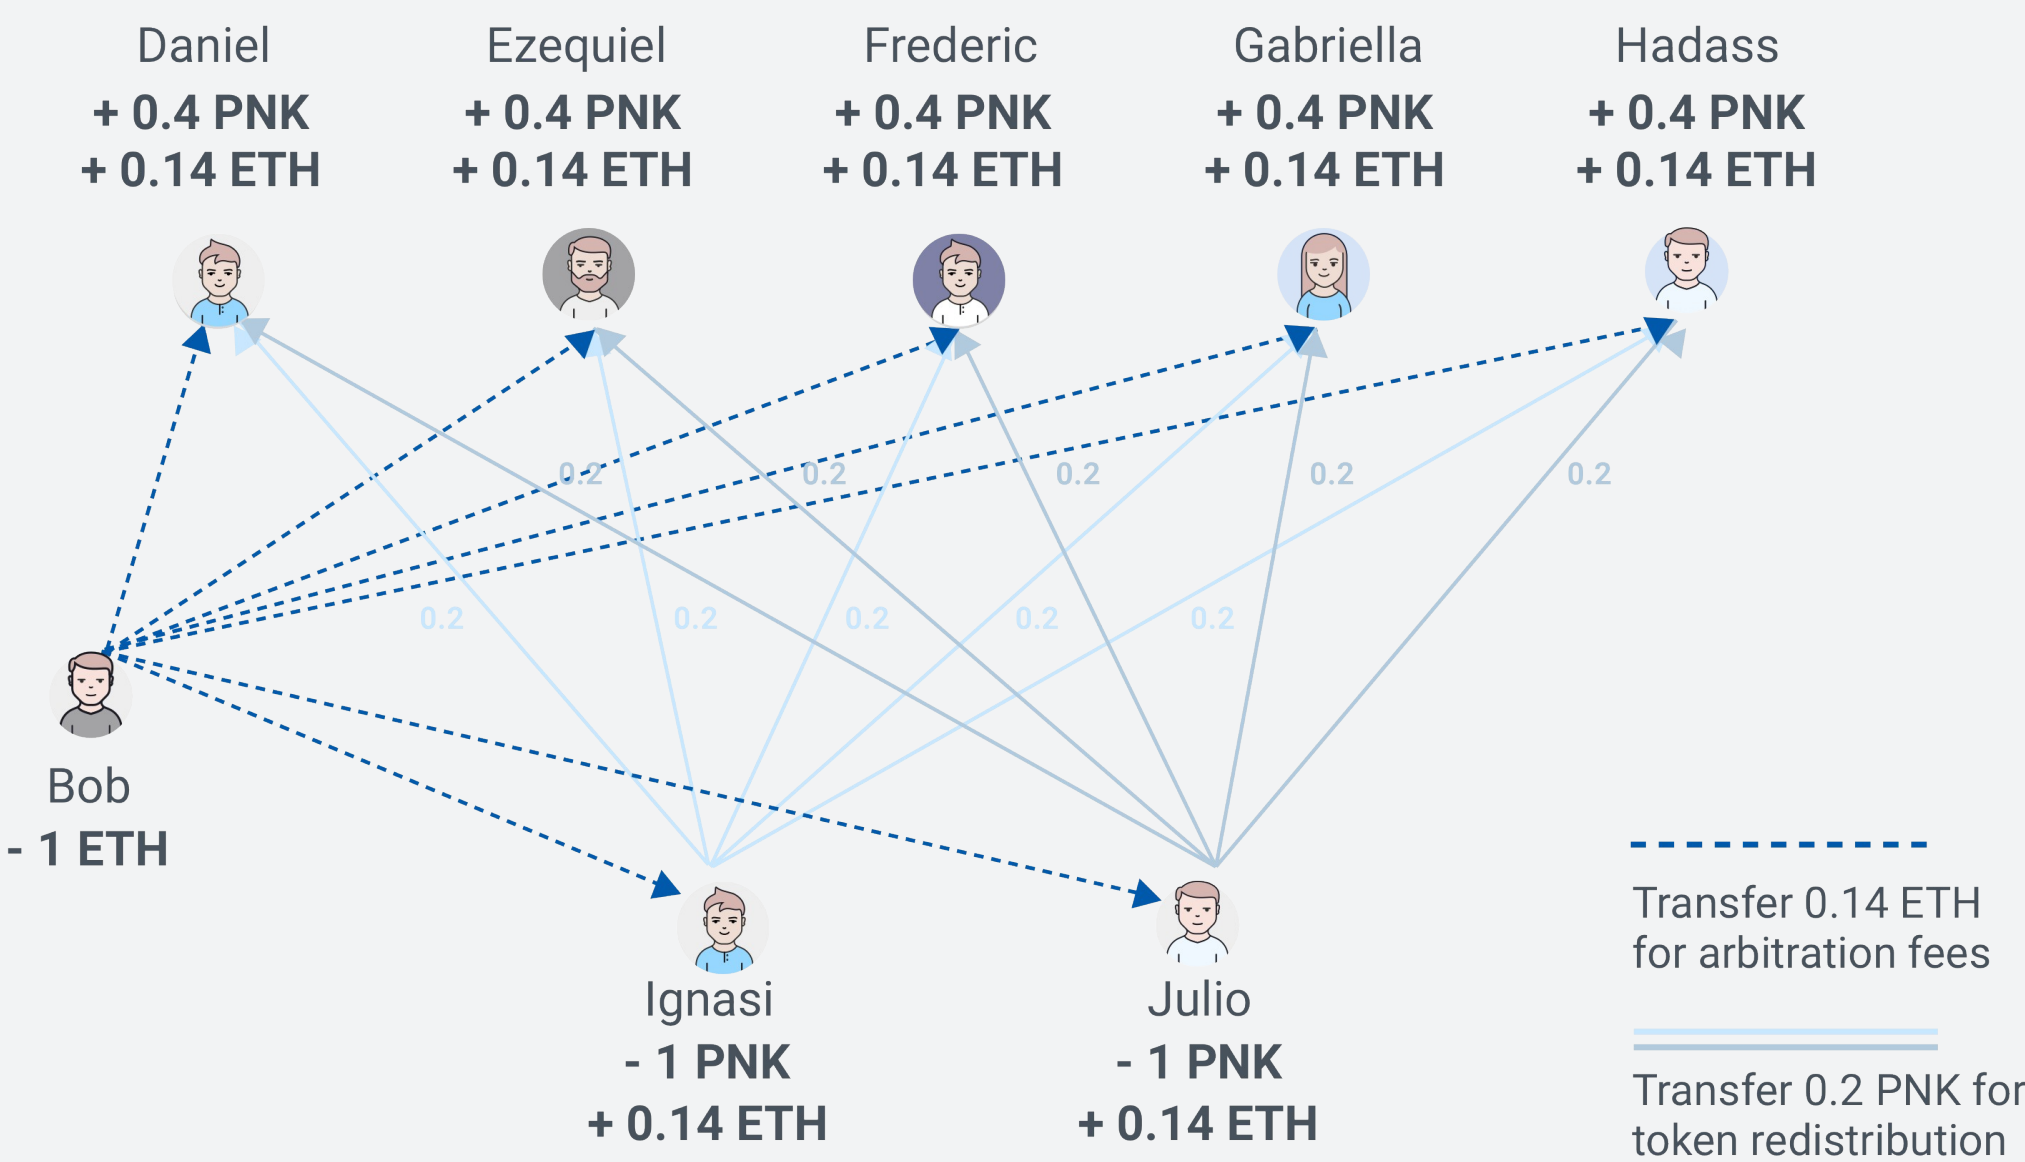 Daniel
+ 0.4 PNK
+ 0.14 ETH
Ezequiel
+ 0.4 PNK
+ 0.14 ETH
Frederic
+ 0.4 PNK
+ 0.14 ETH
Gabriella
+ 0.4 PNK
+ 0.14 ETH
Hadass
+ 0.4 PNK
+ 0.14 ETH
0.2
0.2
0.2
0.2
0.2
0.2
0.2
0.2
0.2
0.2
Bob
- 1 ETH
Ignasi
- 1 PNK
+ 0.14 ETH
Julio
- 1 PNK
+ 0.14 ETH
Transfer 0.14 ETH
for arbitration fees
Transfer 0.2 PNK for
token redistribution